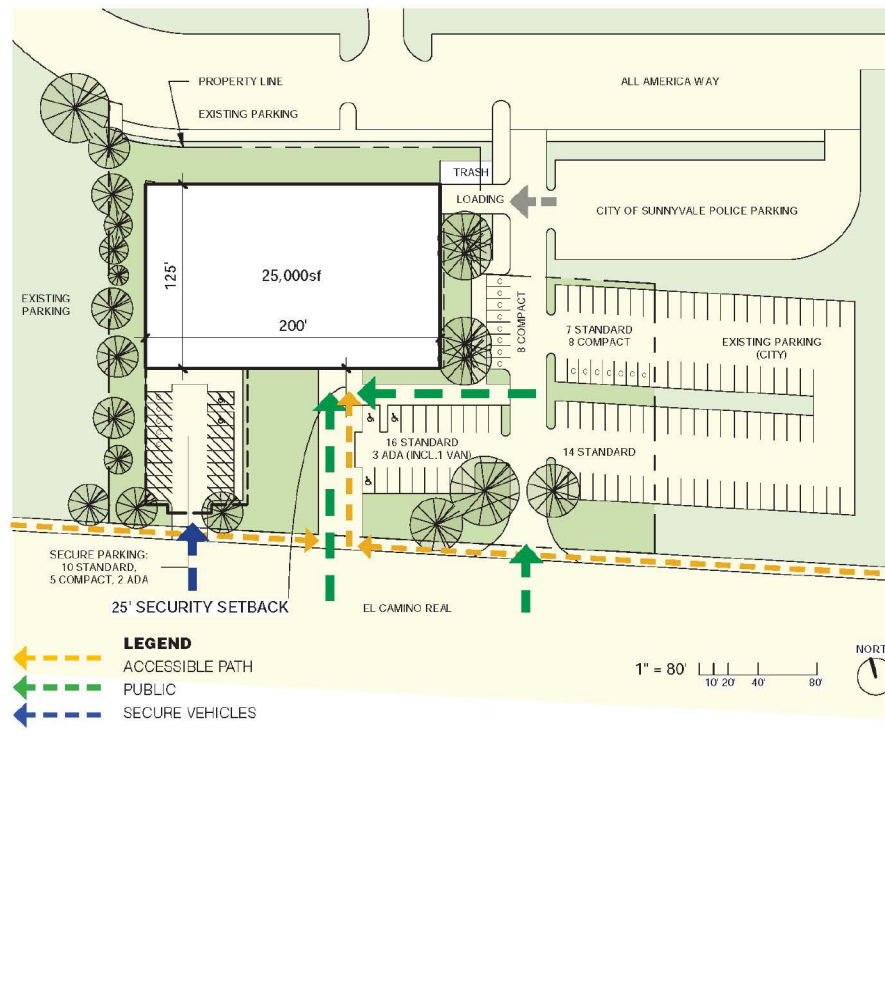 PROPERTY LINE
ALL AMERICA WAY
EXISTING PARKING
TRASH
LOADING
CITY OF SUNNYVALE POLICE PARKING
125'
25,000sf
200'
EXISTING
PARKING
C
C
C
C
C
C
C
C
8 COMPACT
7 STANDARD
8 COMPACT
EXISTING PARKING
(CITY)
C C C C C C C
16 STANDARD
3 ADA (INCL.1 VAN)
14 STANDARD
SECURE PARKING:
10 STANDARD,
5 COMPACT, 2 ADA
25' SECURITY SETBACK
EL CAMINO REAL
LEGEND
ACCESSIBLE PATH
PUBLIC
SECURE VEHICLES
1" = 80'
10' 20' 40' 80'
NORT